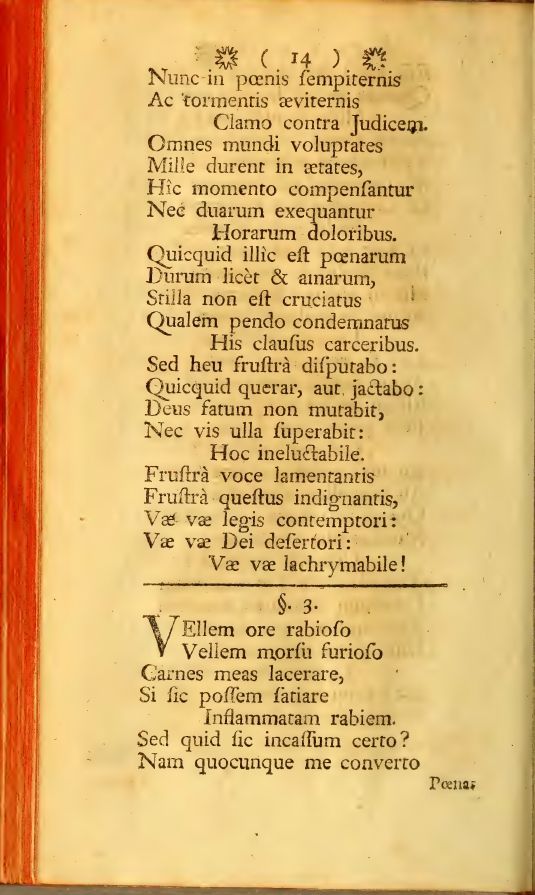 ( 14 )
Nunc in pœnis ſempiternis
Ac tormentis æviternis
Clamo contra Judicem.
Omnes mundi voluptates
Mille durent in ætates,
Hîc momento compenſantur
Nec duarum exequantur
Horarum doloribus.
Quicquid illîc eſt pœnarum
Durum licèt & amarum,
Stilla non eſt cruciatus
Qualem pendo condemnatus
His clauſus carceribus.
Sed heu fruſtrà diſputabo:
Quicquid querar, aut jactabo:
Deus fatum non mutabit,
Nec vis ulla ſuperabit:
Hoc ineluctabile.
Fruſtrà voce lamentantis
Fruſtrà queſtus indignantis,
Væ væ legis contemptori:
Væ væ Dei deſertori:
Væ væ lachrymabile!
§. 3.
VEllem ore rabioſo
Vellem morſu furioſo
Carnes meas lacerare,
Si ſic poſſem ſatiare
Inflammatam rabiem.
Sed quid ſic incaſſum certo?
Nam quocunque me converto
Pœnas